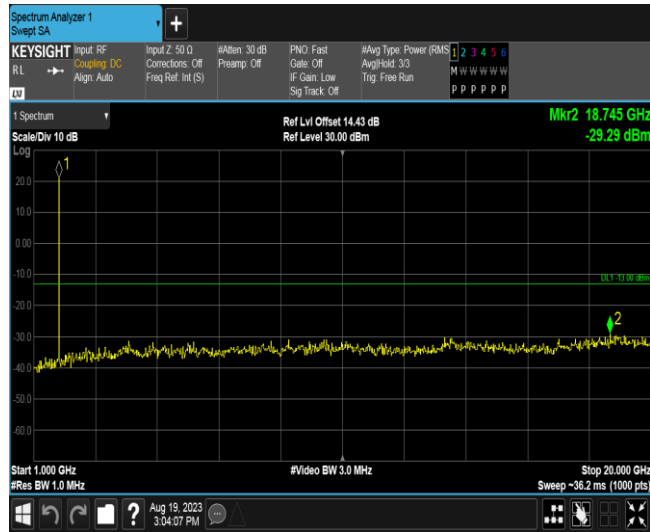 Spectrum Analyzer 1
Swept SA
+
KEYSIGHT
RL
LXI
Input: RF
Coupling: DC
Align: Auto
Input Z: 50 Ω
Corrections: Off
Freq Ref: Int (S)
#Atten: 30 dB
Preamp: Off
PNO: Fast
Gate: Off
IF Gain: Low
Sig Track: Off
#Avg Type: Power (RMS
Avg|Hold: 3/3
Trig: Free Run
1 2 3 4 5 6
M W W W W W
P P P P P P
1 Spectrum
Scale/Div 10 dB
Log
Ref Lvl Offset 14.43 dB
Ref Level 30.00 dBm
Mkr2 18.745 GHz
-29.29 dBm
1
20.0
10.0
0.00
-10.0
DL1 -13.00 dBm
-20.0
2
-30.0
-40.0
-50.0
-60.0
Start 1.000 GHz
#Video BW 3.0 MHz
Stop 20.000 GHz
#Res BW 1.0 MHz
Sweep ~36.2 ms (1000 pts)
?
Aug 19, 2023
3:04:07 PM